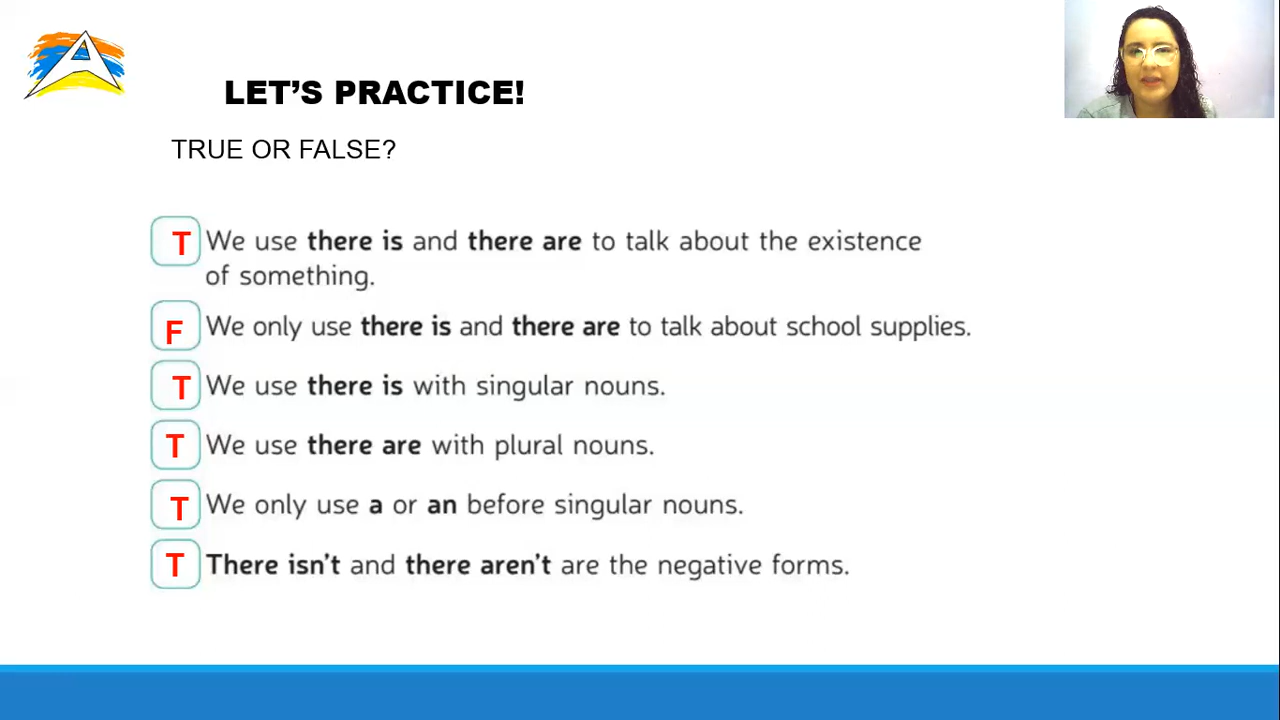 LET’S PRACTICE!
TRUE OR FALSE?
T We use there is and there are to talk about the existence
of something.
F We only use there is and there are to talk about school supplies.
T We use there is with singular nouns.
T We use there are with plural nouns.
T We only use a or an before singular nouns.
T There isn’t and there aren’t are the negative forms.